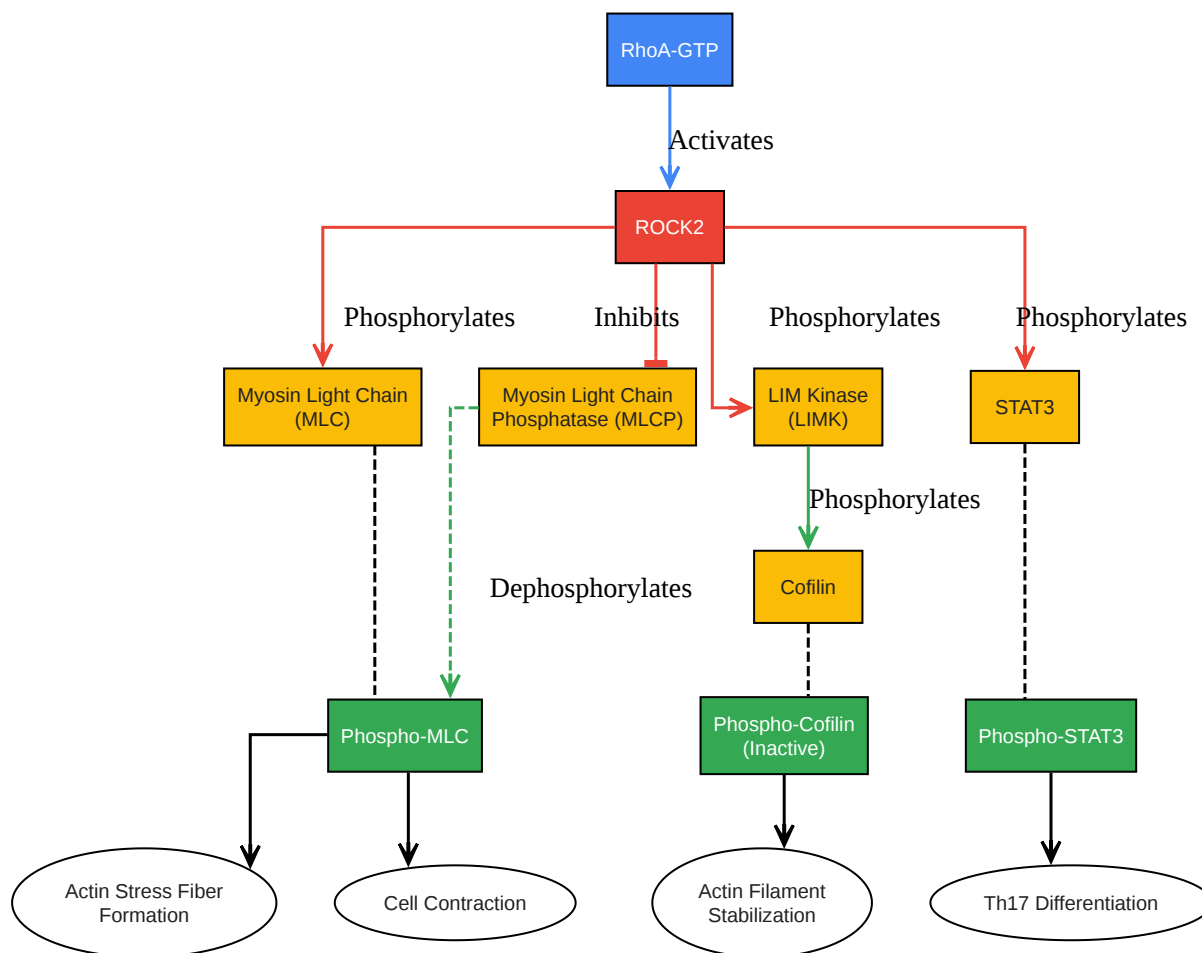 RhoA-GTP
Activates
ROCK2
Phosphorylates
Inhibits
Phosphorylates
Phosphorylates
Myosin Light Chain
(MLC)
Myosin Light Chain
Phosphatase (MLCP)
LIM Kinase
(LIMK)
STAT3
Phosphorylates
Cofilin
Dephosphorylates
Phospho-MLC
Phospho-Cofilin
(Inactive)
Phospho-STAT3
Actin Stress Fiber
Formation
Cell Contraction
Actin Filament
Stabilization
Th17 Differentiation